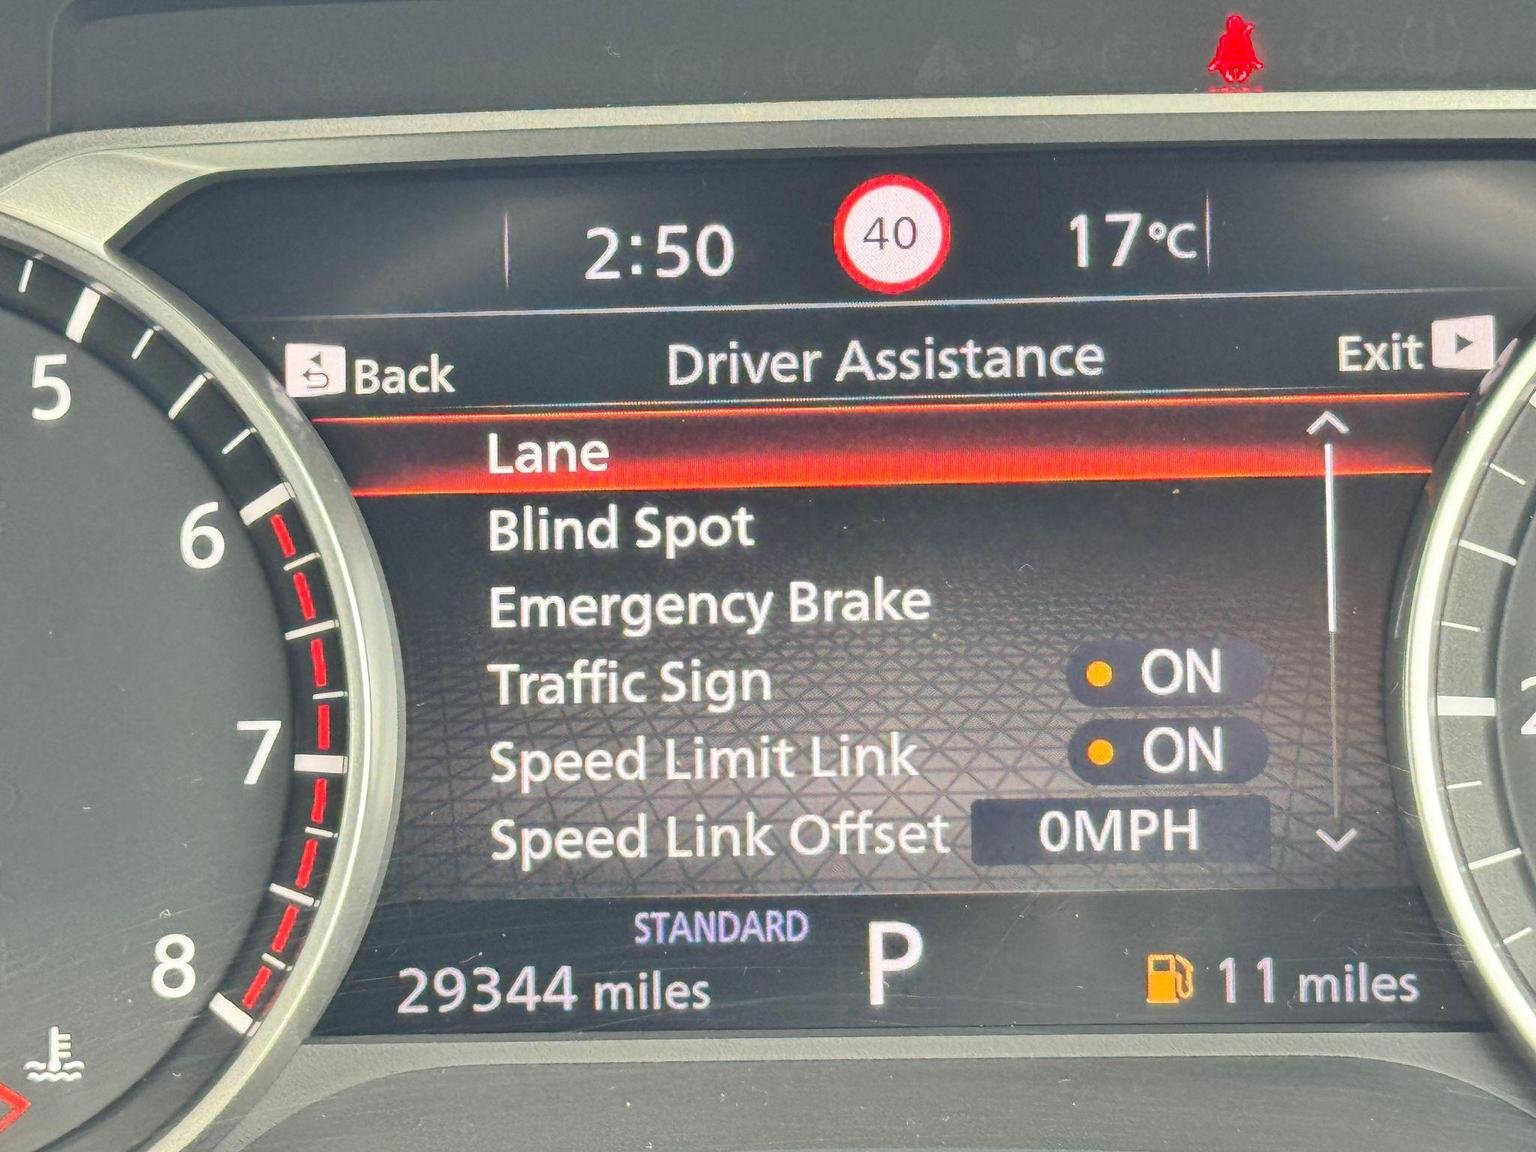 2:50 40 17°C
Back Driver Assistance Exit
Lane
Blind Spot
Emergency Brake
Traffic Sign ON
Speed Limit Link ON
Speed Link Offset 0MPH
STANDARD
29344 miles P 11 miles
5
6
7
8
2